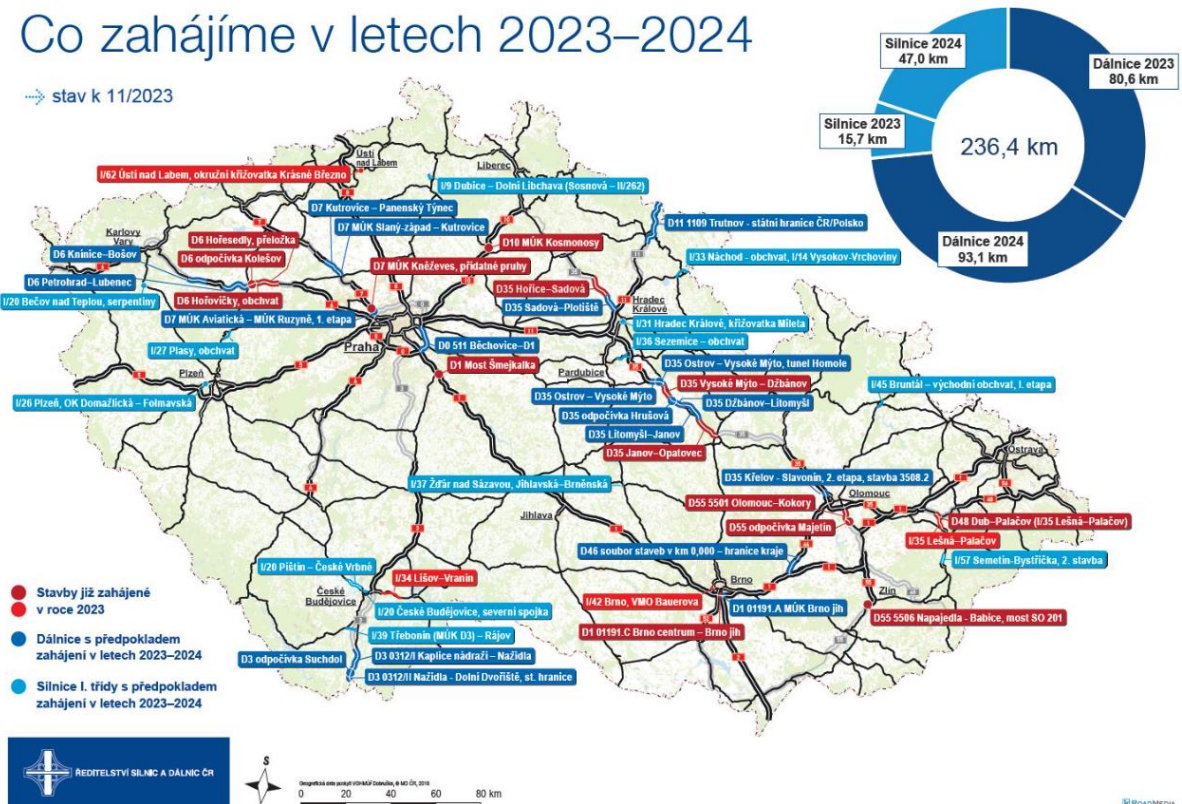 Co zahájíme v letech 2023–2024
stav k 11/2023
Silnice 2024
47,0 km
Dálnice 2023
80,6 km
Silnice 2023
15,7 km
236,4 km
Dálnice 2024
93,1 km
Ústí
nad Labem
Liberec
I/62 Ústí nad Labem, okružní křižovatka Krásné Březno
I/9 Dubice – Dolní Libchava (Sosnová – II/262)
D7 Kutrovice – Panenský Týnec
D7 MÚK Slaný-západ – Kutrovice
D11 1109 Trutnov - státní hranice ČR/Polsko
Karlovy
Vary
D6 Hořesedly, přeložka
D10 MÚK Kosmonosy
D6 Knínice–Bošov
D6 odpočívka Kolešov
I/33 Náchod - obchvat, I/14 Vysokov-Vrchoviny
D7 MÚK Kněževes, přídatné pruhy
D6 Petrohrad–Lubenec
D35 Hořice–Sadová
I/20 Bečov nad Teplou, serpentiny
D6 Hořovičky, obchvat
D35 Sadová–Plotiště
Hradec
Králové
D7 MÚK Aviatická – MÚK Ruzyně, 1. etapa
I/31 Hradec Králové, křižovatka Mileta
Praha
D0 511 Běchovice–D1
I/36 Sezemice – obchvat
I/27 Plasy, obchvat
D1 Most Šmejkalka
Pardubice
D35 Ostrov – Vysoké Mýto, tunel Homole
Plzeň
D35 Vysoké Mýto – Džbánov
I/45 Bruntál – východní obchvat, I. etapa
I/26 Plzeň, OK Domažlická – Folmavská
D35 Ostrov – Vysoké Mýto
D35 Džbánov–Litomyšl
D35 odpočívka Hrušová
D35 Litomyšl–Janov
D35 Janov–Opatovec
Ostrava
D35 Křelov - Slavonín, 2. etapa, stavba 3508.2
I/37 Žďár nad Sázavou, Jihlavská–Brněnská
Olomouc
D55 5501 Olomouc–Kokory
Jihlava
D55 odpočívka Majetín
D48 Dub–Palačov (I/35 Lešná–Palačov)
I/35 Lešná–Palačov
D46 soubor staveb v km 0,000 – hranice kraje
I/57 Semetín-Bystřička, 2. stavba
I/20 Pištín – České Vrbné
I/34 Lišov–Vranín
Brno
Zlín
České
Budějovice
I/20 České Budějovice, severní spojka
I/42 Brno, VMO Bauerova
D1 01191.A MÚK Brno jih
D55 5506 Napajedla - Babice, most SO 201
I/39 Třebonín (MÚK D3) – Rájov
D1 01191.C Brno centrum – Brno jih
D3 odpočívka Suchdol
D3 0312/I Kaplice nádraží – Nažidla
D3 0312/II Nažidla - Dolní Dvořiště, st. hranice
Stavby již zahájené
v roce 2023
Dálnice s předpokladem
zahájení v letech 2023–2024
Silnice I. třídy s předpokladem
zahájení v letech 2023–2024
ŘEDITELSTVÍ SILNIC A DÁLNIC ČR
S
Geografická data poskytl VGHMÚř Dobruška, © MO ČR, 2018
0 20 40 60 80 km
ROADMEDIA